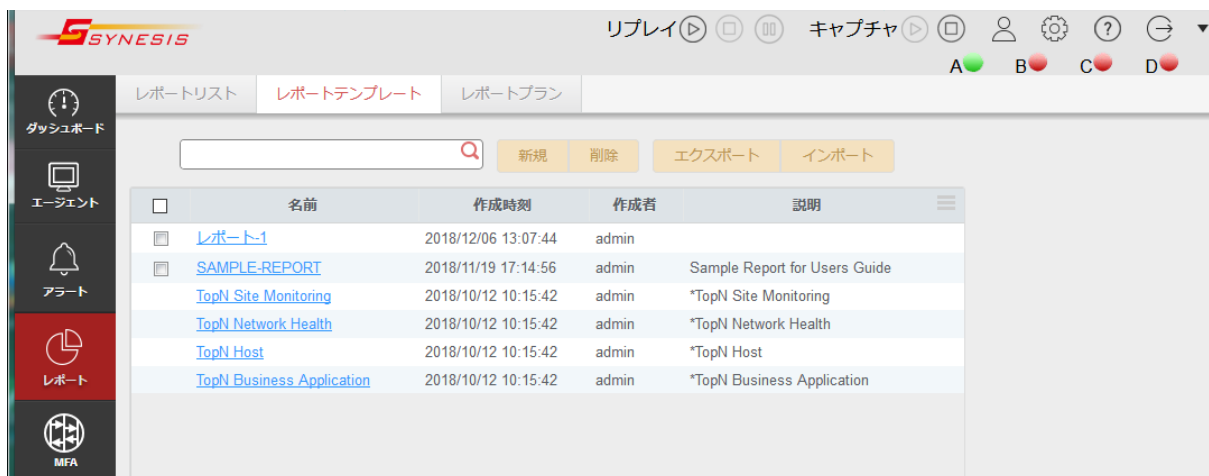 SYNESIS リプレイ キャプチャ
A B C D
レポートリスト レポートテンプレート レポートプラン
ダッシュボード
新規 削除 エクスポート インポート
エージェント
名前 作成時刻 作成者 説明
レポート-1 2018/12/06 13:07:44 admin
SAMPLE-REPORT 2018/11/19 17:14:56 admin Sample Report for Users Guide
アラート
TopN Site Monitoring 2018/10/12 10:15:42 admin *TopN Site Monitoring
TopN Network Health 2018/10/12 10:15:42 admin *TopN Network Health
TopN Host 2018/10/12 10:15:42 admin *TopN Host
レポート
TopN Business Application 2018/10/12 10:15:42 admin *TopN Business Application
MFA